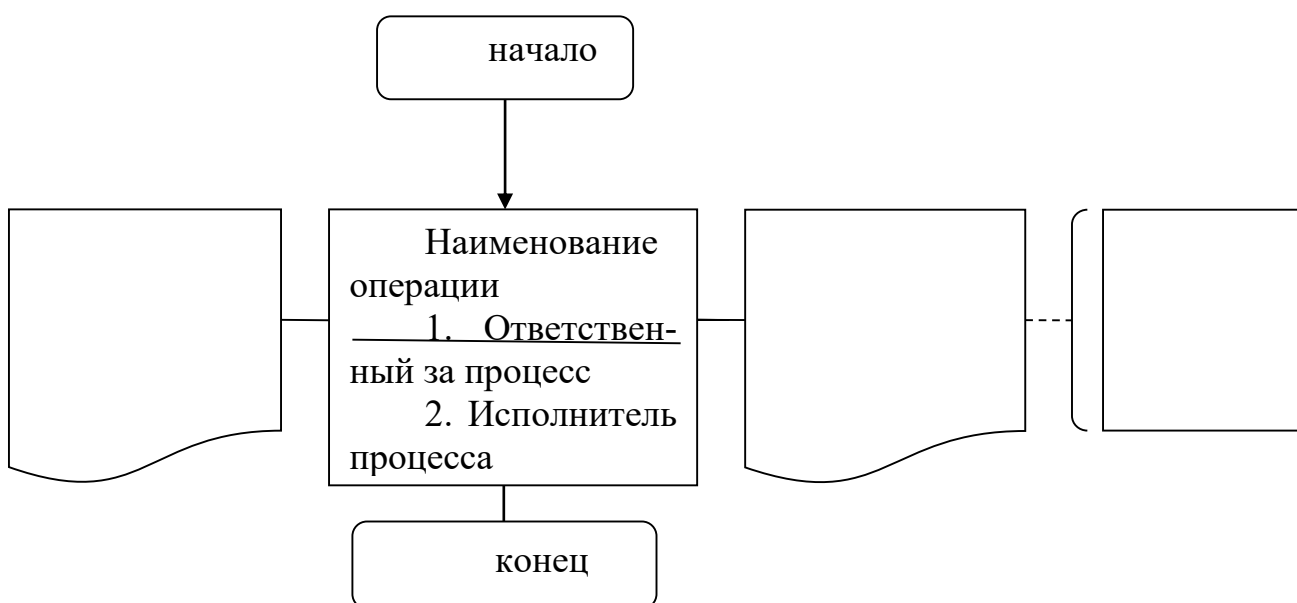 начало
Наименование
операции
1. Ответствен-
ный за процесс
2. Исполнитель
процесса
конец